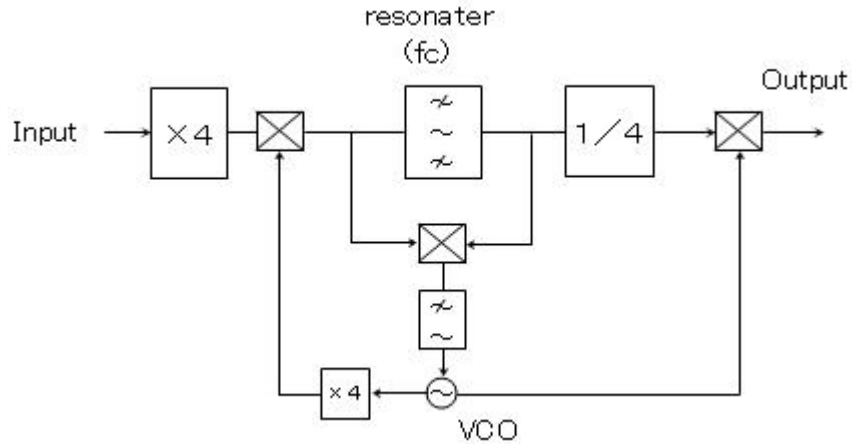 resonater
(fc)
Output
Input
×4
1／4
×4
VCO